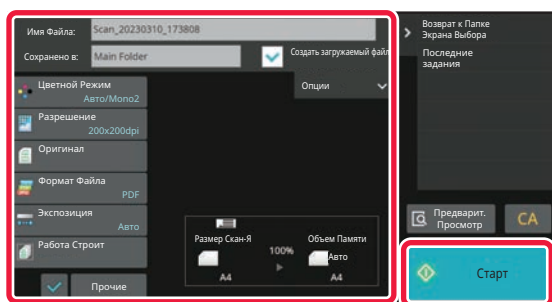 Имя Файла:
Scan_20230310_173808
Сохранено в:
Main Folder
Создать загружаемый файл
Цветной Режим
Авто/Mono2
Разрешение
200x200dpi
Оригинал
Формат Файла
PDF
Экспозиция
Авто
Работа Строит
Прочие
Опции
Размер Скан-Я
A4
100%
Объем Памяти
Авто
A4
Возврат к Папке
Экрана Выбора
Последние
задания
Предварит.
Просмотр
CA
Старт